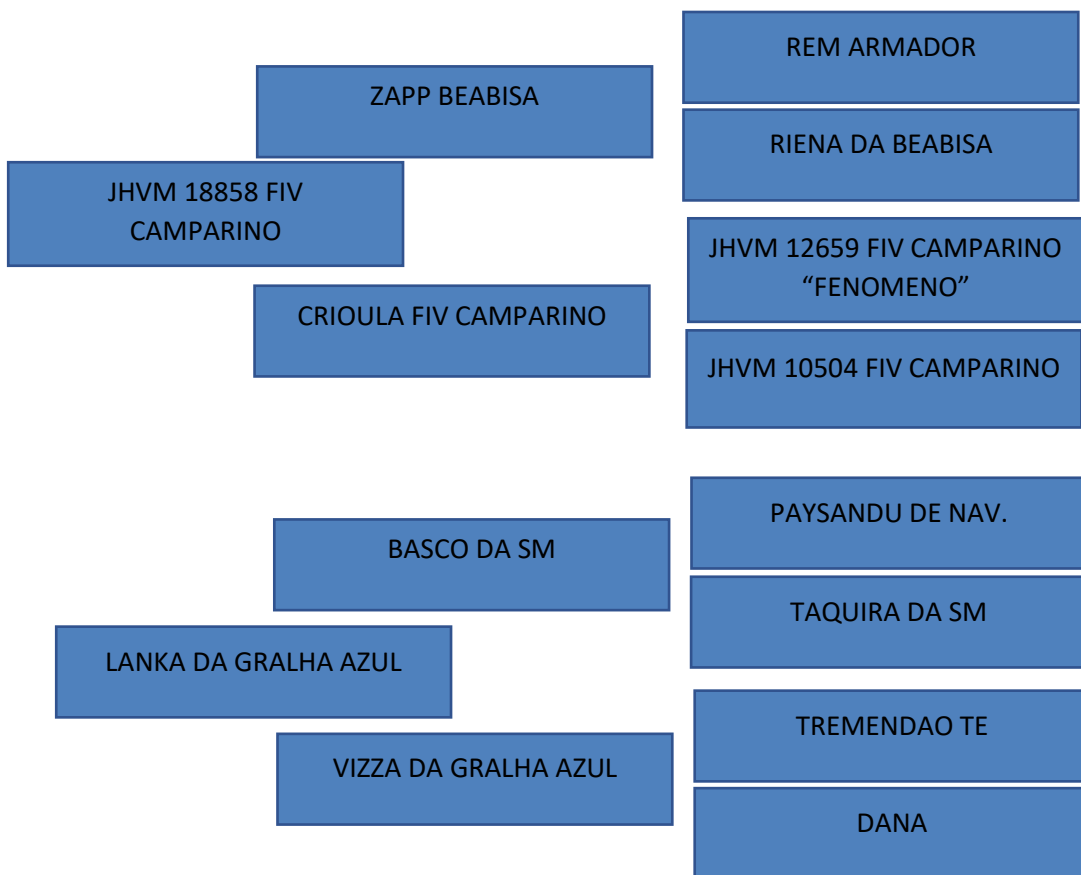 REM ARMADOR
ZAPP BEABISA
RIENA DA BEABISA
JHVM 18858 FIV
CAMPARINO
JHVM 12659 FIV CAMPARINO
“FENOMENO”
CRIOULA FIV CAMPARINO
JHVM 10504 FIV CAMPARINO
PAYSANDU DE NAV.
BASCO DA SM
TAQUIRA DA SM
LANKA DA GRALHA AZUL
TREMENDAO TE
VIZZA DA GRALHA AZUL
DANA